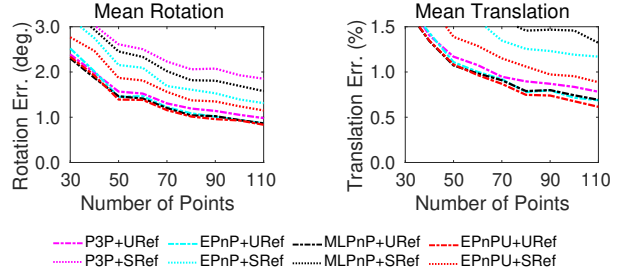 Mean Rotation
Mean Translation
Rotation Err. (deg.)
3.0
2.0
1.0
0.0
30 50 70 90 110
Number of Points
Translation Err. (%)
1.5
1.0
0.5
0.0
30 50 70 90 110
Number of Points
P3P+URef EPnP+URef MLPnP+URef EPnPU+URef
P3P+SRef EPnP+SRef MLPnP+SRef EPnPU+SRef